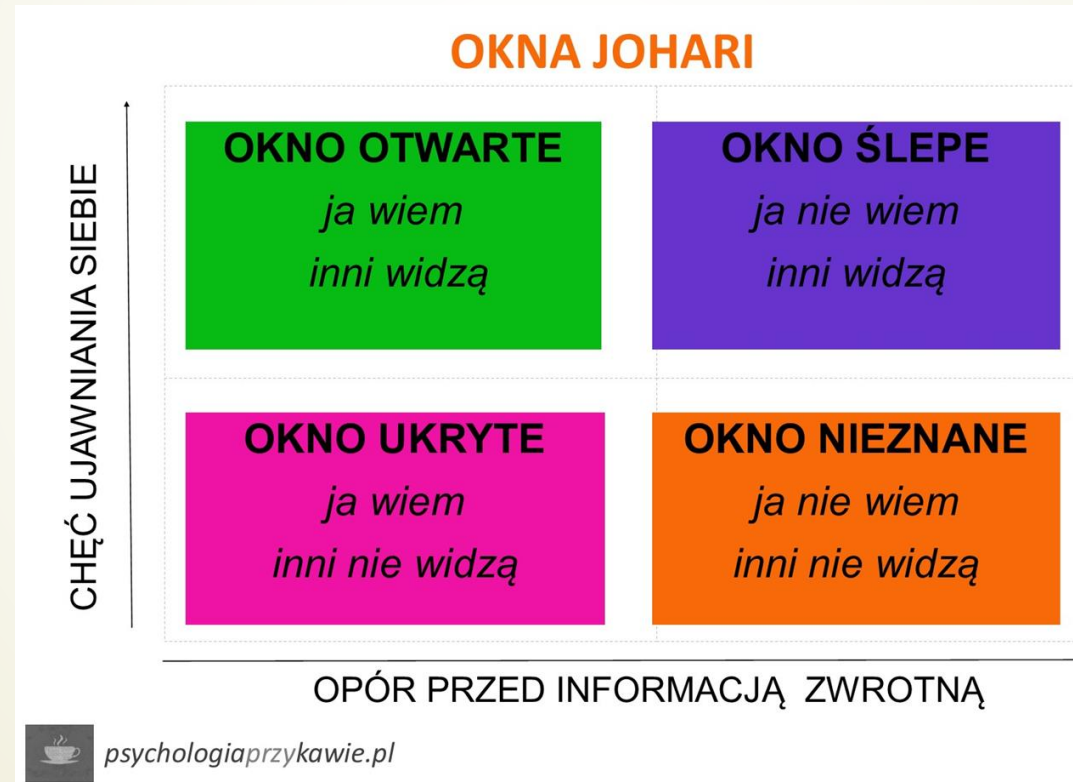 OKNA JOHARI
CHĘĆ UJAWNIANIA SIEBIE
OKNO OTWARTE
ja wiem
inni widzą
OKNO ŚLEPE
ja nie wiem
inni widzą
OKNO UKRYTE
ja wiem
inni nie widzą
OKNO NIEZNANE
ja nie wiem
inni nie widzą
OPÓR PRZED INFORMACJĄ ZWROTNĄ
psychologiaprzykawie.pl